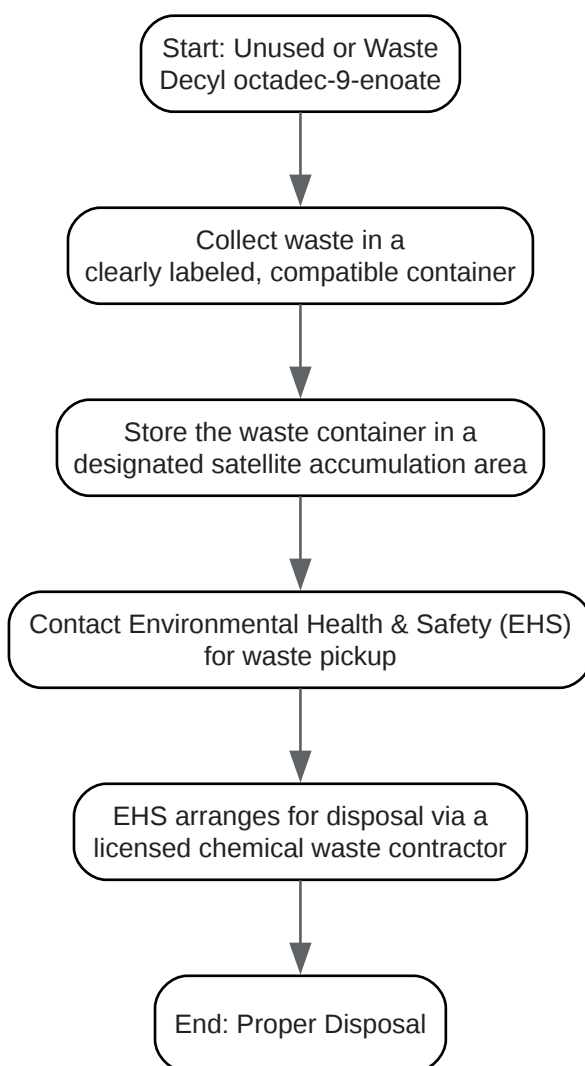 Start: Unused or Waste
Decyl octadec-9-enoate
Collect waste in a
clearly labeled, compatible container
Store the waste container in a
designated satellite accumulation area
Contact Environmental Health & Safety (EHS)
for waste pickup
EHS arranges for disposal via a
licensed chemical waste contractor
End: Proper Disposal